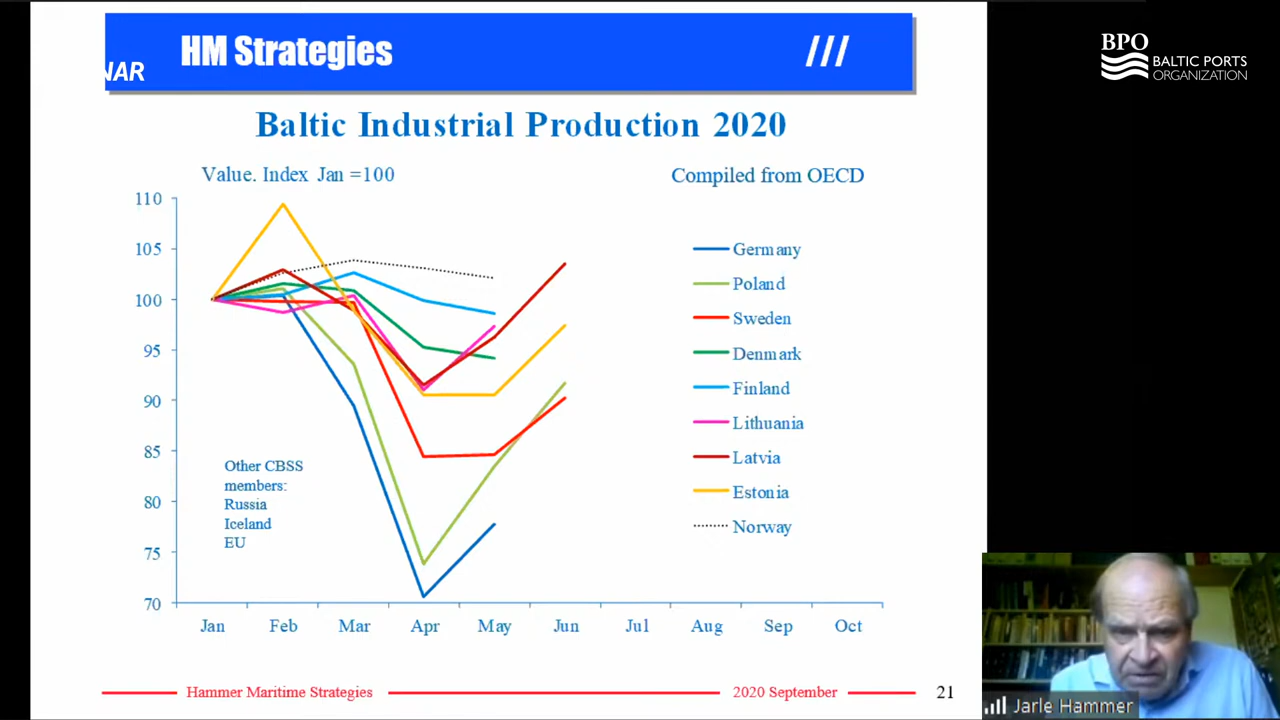 HM Strategies ///
NAR
BPO
BALTIC PORTS
ORGANIZATION
Baltic Industrial Production 2020
Value. Index Jan =100
Compiled from OECD
110
105
100
95
90
85
80
75
70
Germany
Poland
Sweden
Denmark
Finland
Lithuania
Latvia
Estonia
Norway
Other CBSS
members:
Russia
Iceland
EU
Jan Feb Mar Apr May Jun Jul Aug Sep Oct
Hammer Maritime Strategies 2020 September 21
Jarle Hammer